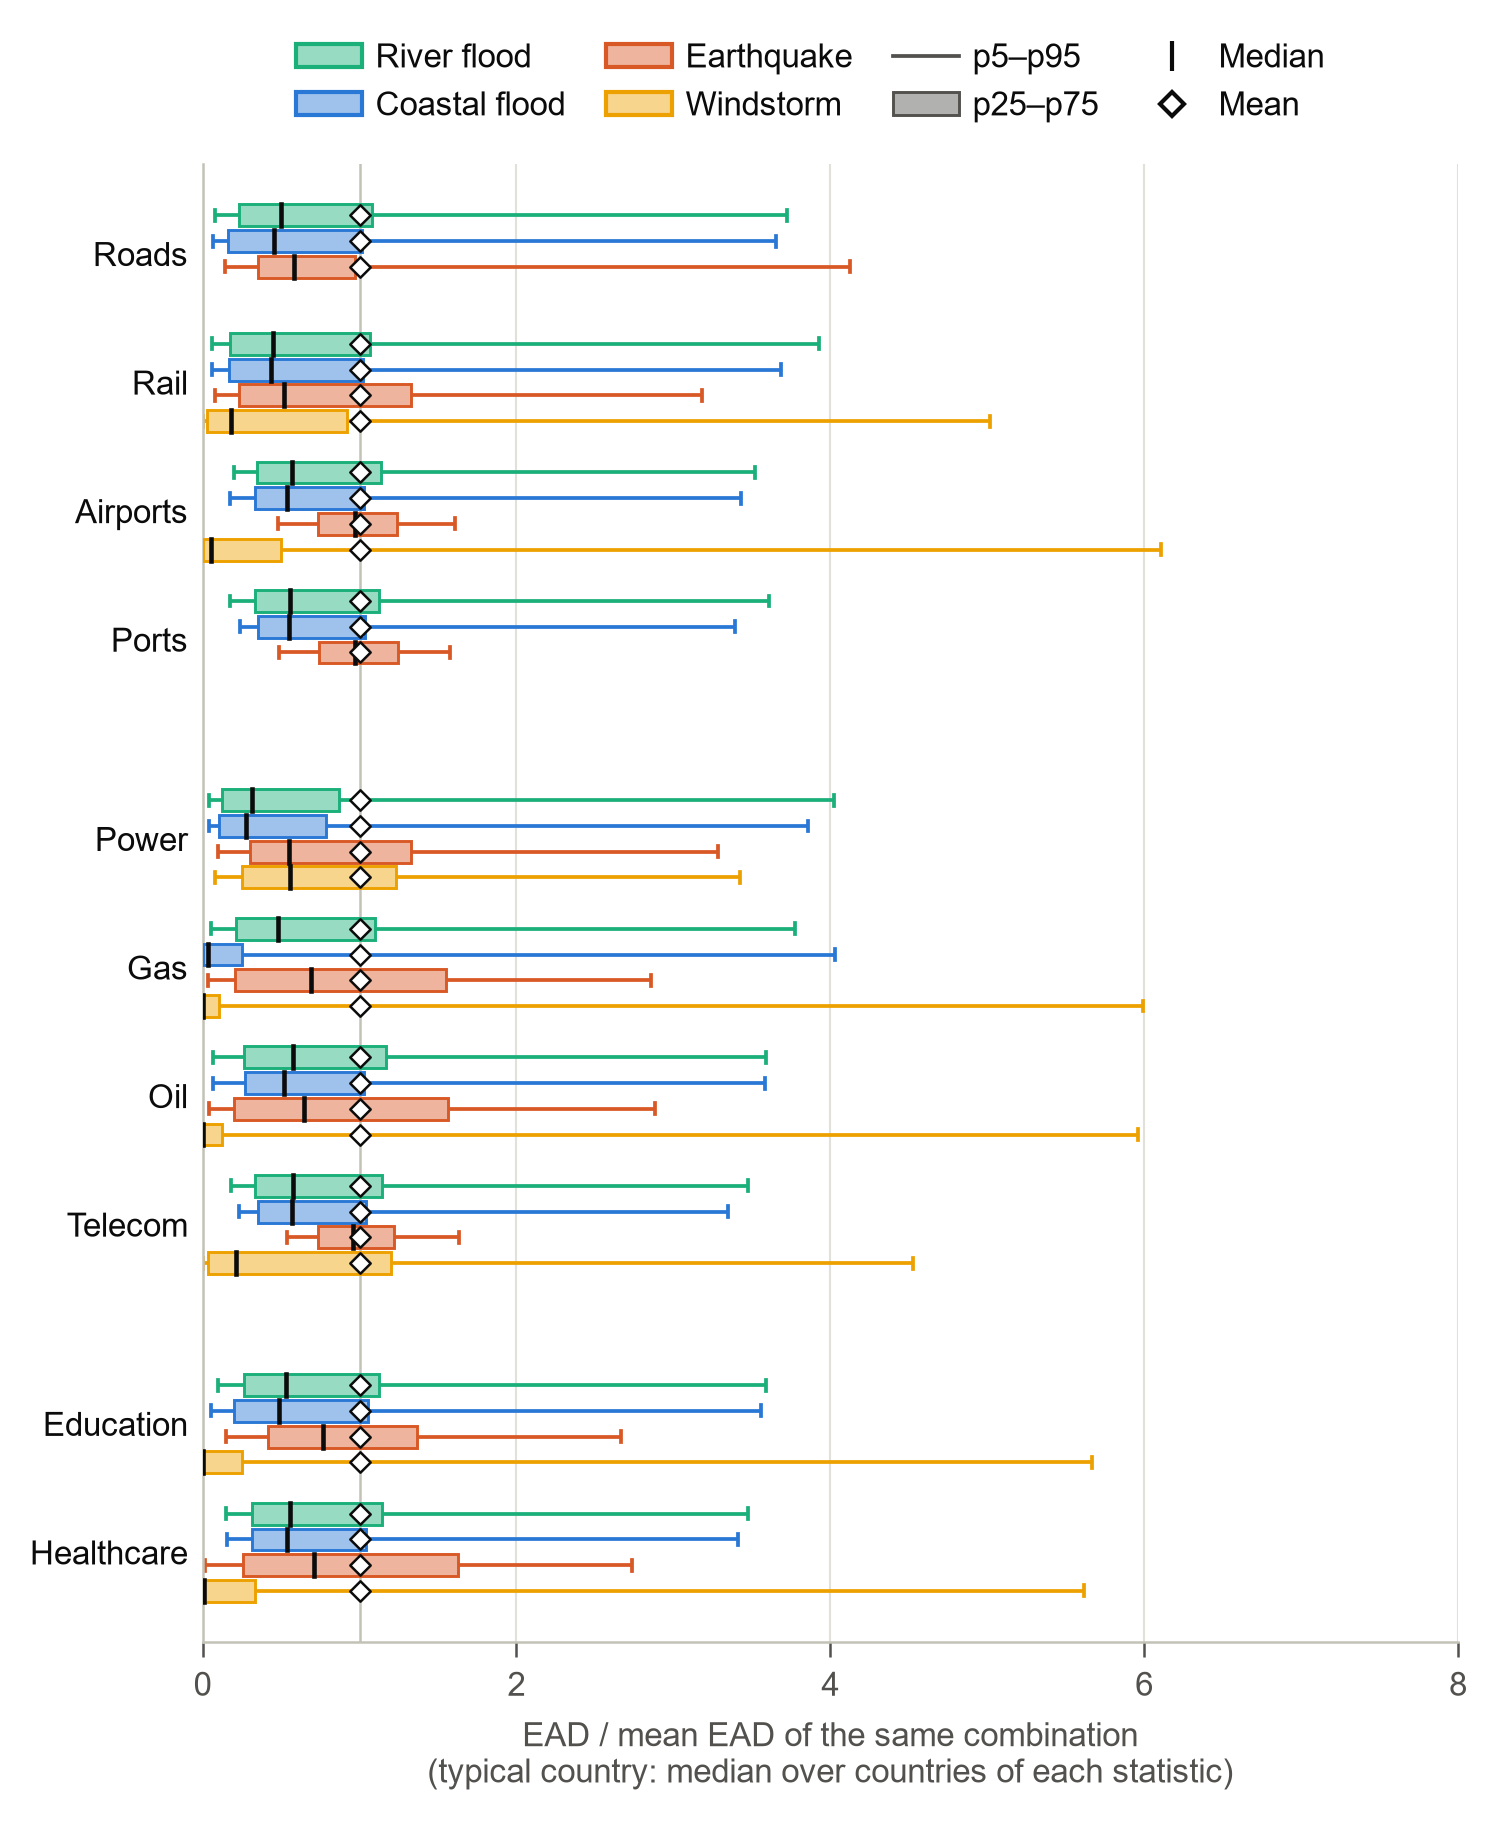 River flood
Earthquake
p5–p95
Median
Coastal flood
Windstorm
p25–p75
Mean
Roads
Rail
Airports
Ports
Power
Gas
Oil
Telecom
Education
Healthcare
0
2
4
6
8
EAD / mean EAD of the same combination
(typical country: median over countries of each statistic)